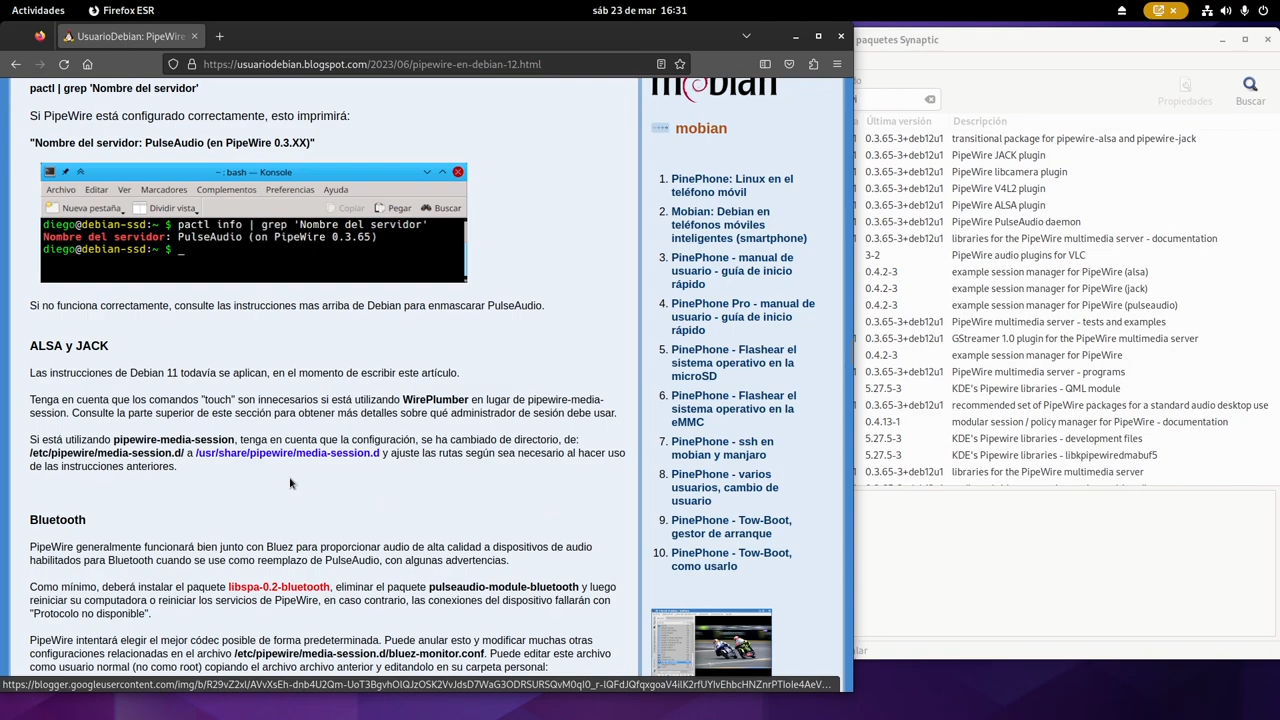 Actividades
Firefox ESR
sáb 23 de mar 16:31
UsuarioDebian: PipeWire
https://usuariodebian.blogspot.com/2023/06/pipewire-en-debian-12.html
pactl | grep 'Nombre del servidor'
Si PipeWire está configurado correctamente, esto imprimirá:
"Nombre del servidor: PulseAudio (en PipeWire 0.3.XX)"
~ : bash — Konsole
Archivo Editar Ver Marcadores Complementos Preferencias Ayuda
Nueva pestaña Dividir vista Copiar Pegar Buscar
diego@debian-ssd:~ $ pactl info | grep 'Nombre del servidor'
Nombre del servidor: PulseAudio (on PipeWire 0.3.65)
diego@debian-ssd:~ $ _
Si no funciona correctamente, consulte las instrucciones mas arriba de Debian para enmascarar PulseAudio.
ALSA y JACK
Las instrucciones de Debian 11 todavía se aplican, en el momento de escribir este artículo.
Tenga en cuenta que los comandos "touch" son innecesarios si está utilizando WirePlumber en lugar de pipewire-media-
session. Consulte la parte superior de este sección para obtener más detalles sobre qué administrador de sesión debe usar.
Si está utilizando pipewire-media-session, tenga en cuenta que la configuración, se ha cambiado de directorio, de:
/etc/pipewire/media-session.d/ a /usr/share/pipewire/media-session.d y ajuste las rutas según sea necesario al hacer uso
de las instrucciones anteriores.
Bluetooth
PipeWire generalmente funcionará bien junto con Bluez para proporcionar audio de alta calidad a dispositivos de audio
habilitados para Bluetooth cuando se use como reemplazo de PulseAudio, con algunas advertencias.
Como mínimo, deberá instalar el paquete libspa-0.2-bluetooth, eliminar el paquete pulseaudio-module-bluetooth y luego
reiniciar su computadora o reiniciar los servicios de PipeWire, en caso contrario, las conexiones del dispositivo fallarán con
"Protocolo no disponible".
PipeWire intentará elegir el mejor códec posible de forma predeterminada. Puede anular esto y modificar muchas otras
configuraciones relacionadas en el archivo /etc/pipewire/media-session.d/bluez-monitor.conf. Puede editar este archivo
como usuario normal (no como root) copiando el archivo archivo anterior y editandolo en su carpeta personal:
mobian
mobian
1. PinePhone: Linux en el
teléfono móvil
2. Mobian: Debian en
teléfonos móviles
inteligentes (smartphone)
3. PinePhone - manual de
usuario - guía de inicio
rápido
4. PinePhone Pro - manual de
usuario - guía de inicio
rápido
5. PinePhone - Flashear el
sistema operativo en la
microSD
6. PinePhone - Flashear el
sistema operativo en la
eMMC
7. PinePhone - ssh en
mobian y manjaro
8. PinePhone - varios
usuarios, cambio de
usuario
9. PinePhone - Tow-Boot,
gestor de arranque
10. PinePhone - Tow-Boot,
como usarlo
paquetes Synaptic
Propiedades
Buscar
Última versión Descripción
0.3.65-3+deb12u1 transitional package for pipewire-alsa and pipewire-jack
0.3.65-3+deb12u1 PipeWire JACK plugin
0.3.65-3+deb12u1 PipeWire libcamera plugin
0.3.65-3+deb12u1 PipeWire V4L2 plugin
0.3.65-3+deb12u1 PipeWire ALSA plugin
0.3.65-3+deb12u1 PipeWire PulseAudio daemon
0.3.65-3+deb12u1 libraries for the PipeWire multimedia server - documentation
3-2 PipeWire audio plugins for VLC
0.4.2-3 example session manager for PipeWire (alsa)
0.4.2-3 example session manager for PipeWire (jack)
0.4.2-3 example session manager for PipeWire (pulseaudio)
0.3.65-3+deb12u1 PipeWire multimedia server - tests and examples
0.3.65-3+deb12u1 GStreamer 1.0 plugin for the PipeWire multimedia server
0.4.2-3 example session manager for PipeWire
0.3.65-3+deb12u1 PipeWire multimedia server - programs
5.27.5-3 KDE's Pipewire libraries - QML module
0.3.65-3+deb12u1 recommended set of PipeWire packages for a standard audio desktop use
0.4.13-1 modular session / policy manager for PipeWire - documentation
5.27.5-3 KDE's Pipewire libraries - development files
5.27.5-3 KDE's Pipewire libraries - libkpipewiredmabuf5
0.3.65-3+deb12u1 libraries for the PipeWire multimedia server